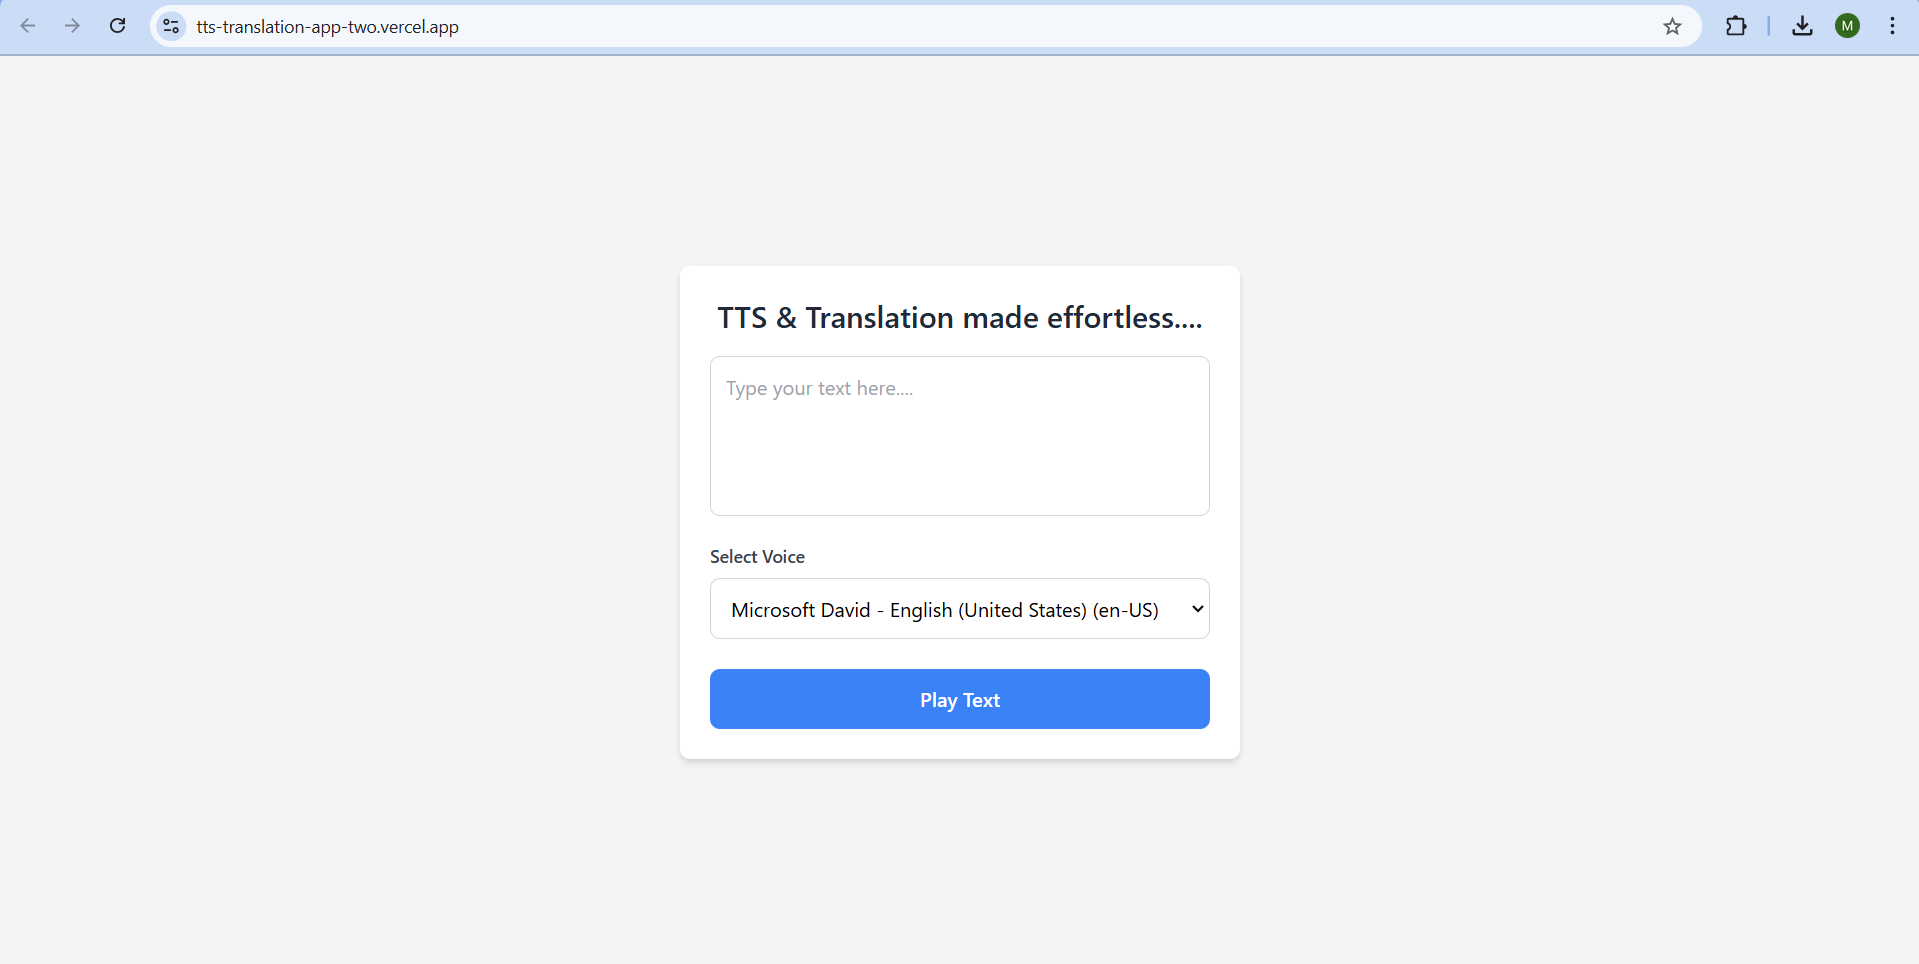 tts-translation-app-two.vercel.app
M
TTS & Translation made effortless....
Type your text here....
Select Voice
Microsoft David - English (United States) (en-US)
Play Text